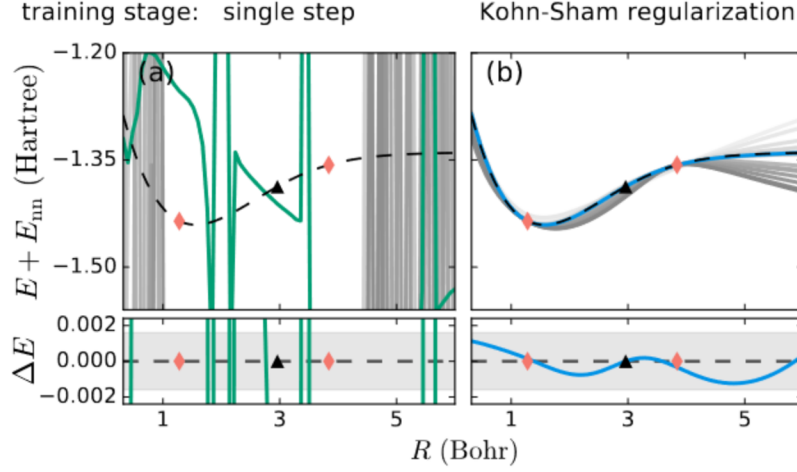 training stage: single step Kohn-Sham regularization
(a) (b)
−1.20
−1.35
−1.50
E + Enn (Hartree)
0.002
0.000
−0.002
ΔE
1 3 5 1 3 5
R (Bohr)